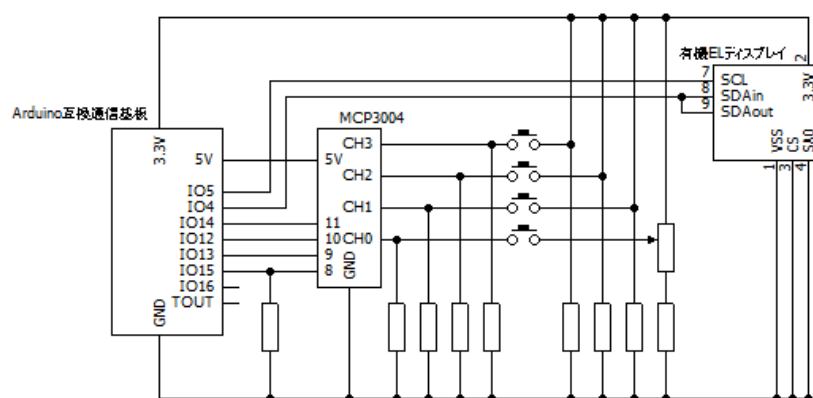 有機ELディスプレイ
2
7
SCL
3.3V
8
SDAin
9
SDAout
VSS
CS
SA0
1
3
4
Arduino互換通信基板
3.3V
5V
IO5
IO4
IO14
IO12
IO13
IO15
IO16
TOUT
GND
MCP3004
5V
CH3
CH2
CH1
CH0
11
10
9
8
GND